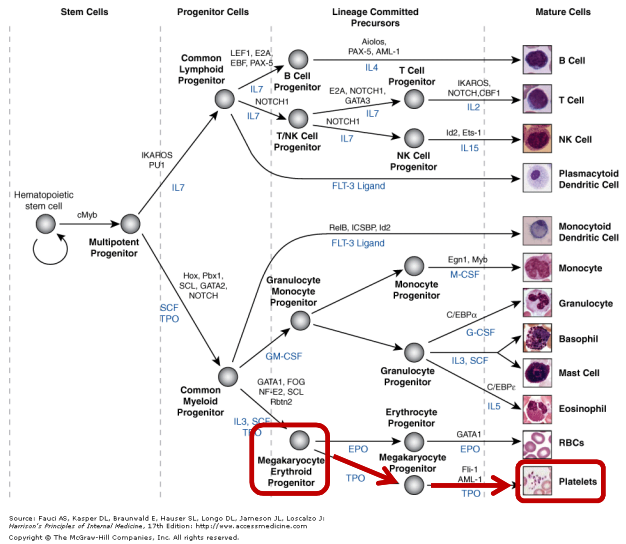 Stem Cells
Progenitor Cells
Lineage Committed
Precursors
Mature Cells
Common
Lymphoid
Progenitor
LEF1, E2A,
EBF, PAX-5
IL7
B Cell
Progenitor
Aiolos,
PAX-5, AML-1
IL4
B Cell
NOTCH1
IL7
T/NK Cell
Progenitor
E2A, NOTCH1,
GATA3
IL7
T Cell
Progenitor
IKAROS,
NOTCH,CBF1
IL2
T Cell
NOTCH1
IL7
NK Cell
Progenitor
Id2, Ets-1
IL15
NK Cell
IKAROS
PU1
IL7
FLT-3 Ligand
Plasmacytoid
Dendritic Cell
Hematopoietic
stem cell
cMyb
Multipotent
Progenitor
RelB, ICSBP, Id2
FLT-3 Ligand
Monocytoid
Dendritic Cell
Hox, Pbx1,
SCL, GATA2,
NOTCH
SCF
TPO
Granulocyte
Monocyte
Progenitor
Monocyte
Progenitor
Egn1, Myb
M-CSF
Monocyte
C/EBPα
G-CSF
Granulocyte
GM-CSF
Granulocyte
Progenitor
IL3, SCF
Basophil
Mast Cell
C/EBPε
IL5
Eosinophil
Common
Myeloid
Progenitor
GATA1, FOG
NF-E2, SCL
Rbtn2
IL3, SCF
TPO
Megakaryocyte
Erythroid
Progenitor
EPO
Erythrocyte
Progenitor
GATA1
EPO
RBCs
TPO
Megakaryocyte
Progenitor
Fli-1
AML-1
TPO
Platelets
Source: Fauci AS, Kasper DL, Braunwald E, Hauser SL, Longo DL, Jameson JL, Loscalzo J:
Harrison's Principles of Internal Medicine, 17th Edition: http://www.accessmedicine.com
Copyright © The McGraw-Hill Companies, Inc. All rights reserved.